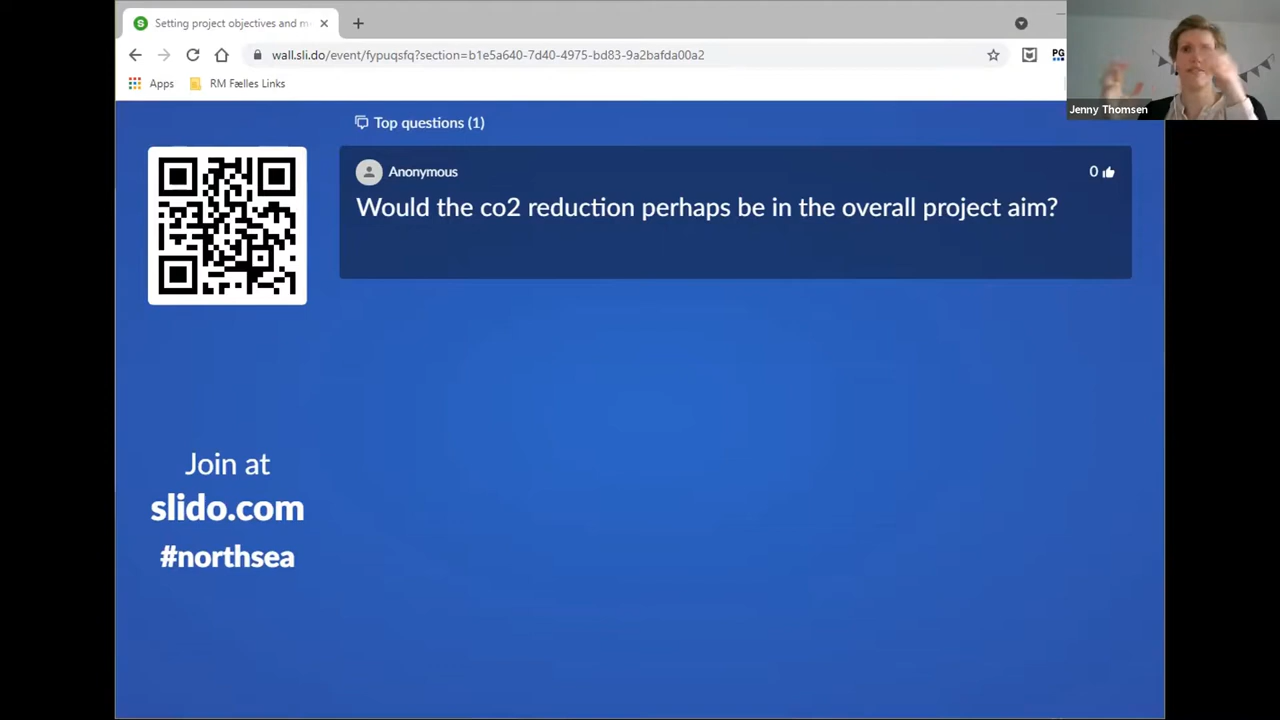 Setting project objectives and m
wall.sli.do/event/fypuqsfq?section=b1e5a640-7d40-4975-bd83-9a2bafda00a2
PG
Apps
RM Fælles Links
Jenny Thomsen
Top questions (1)
Anonymous
0
Would the co2 reduction perhaps be in the overall project aim?
Join at
slido.com
#northsea